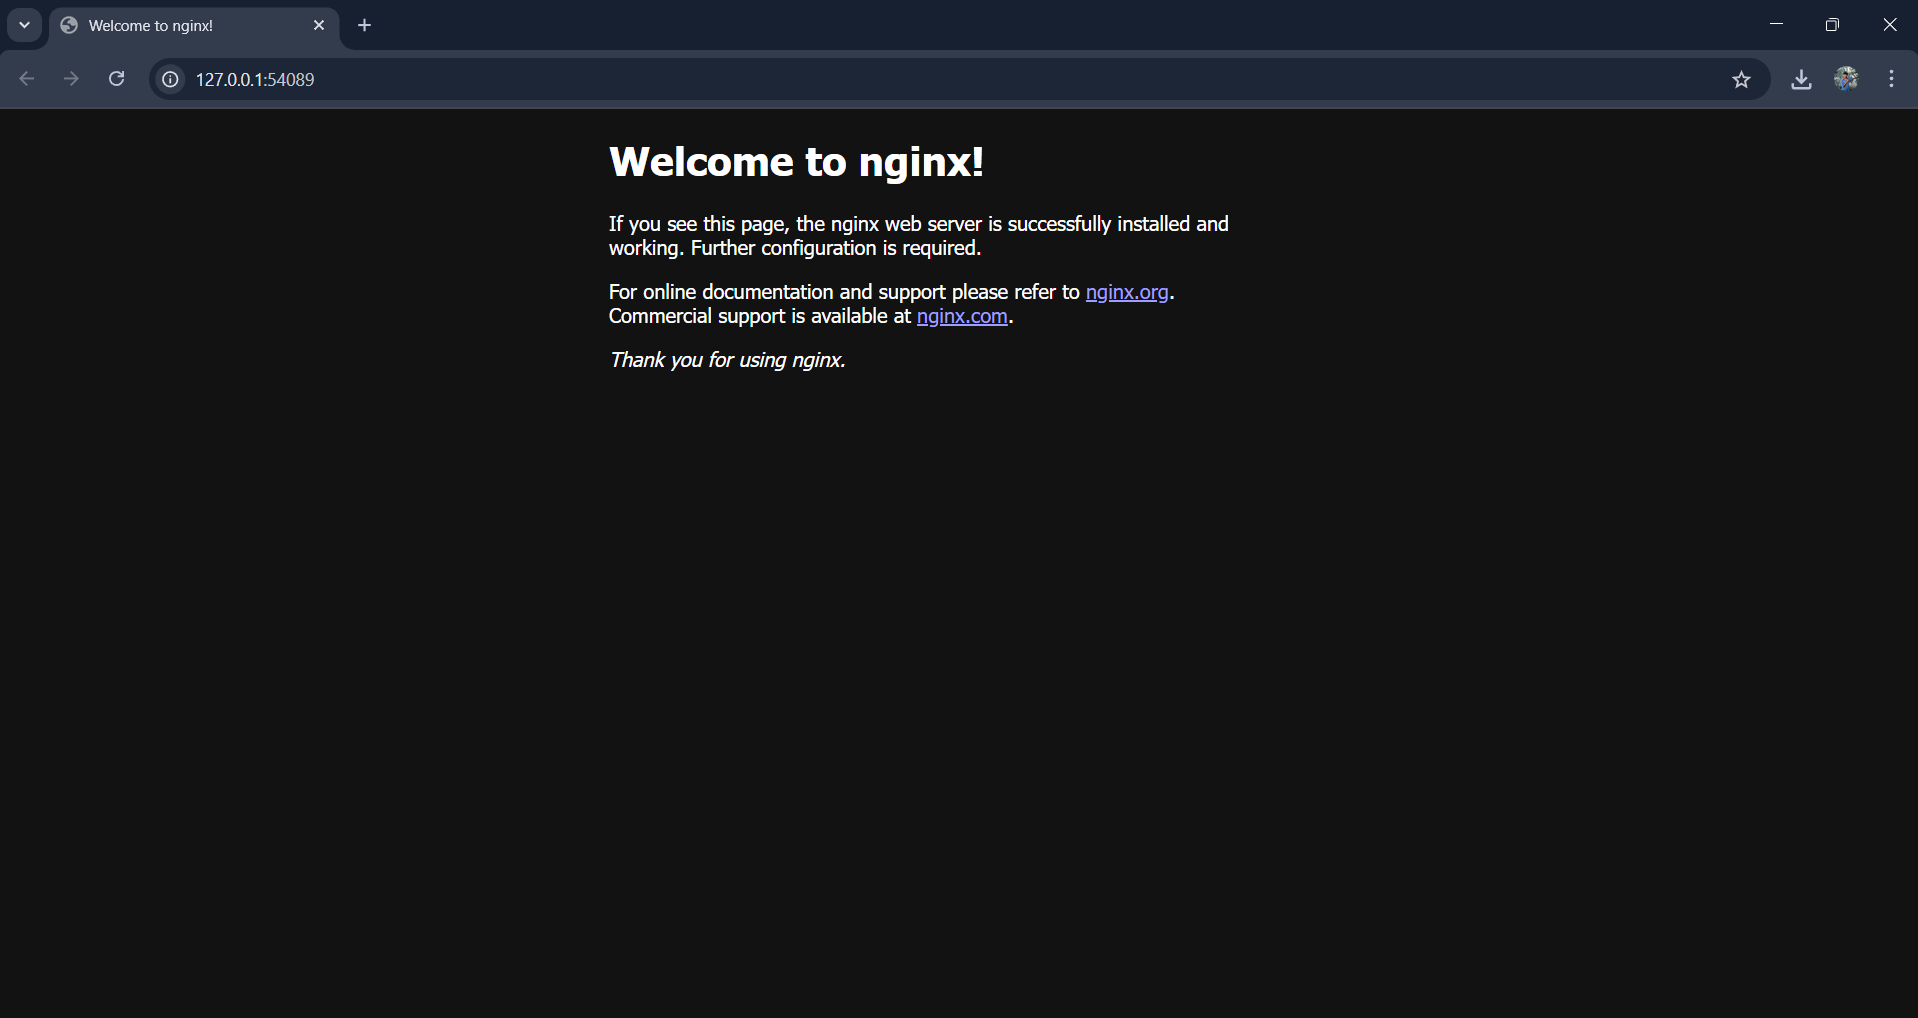 Welcome to nginx!
127.0.0.1:54089
Welcome to nginx!
If you see this page, the nginx web server is successfully installed and
working. Further configuration is required.
For online documentation and support please refer to nginx.org.
Commercial support is available at nginx.com.
Thank you for using nginx.